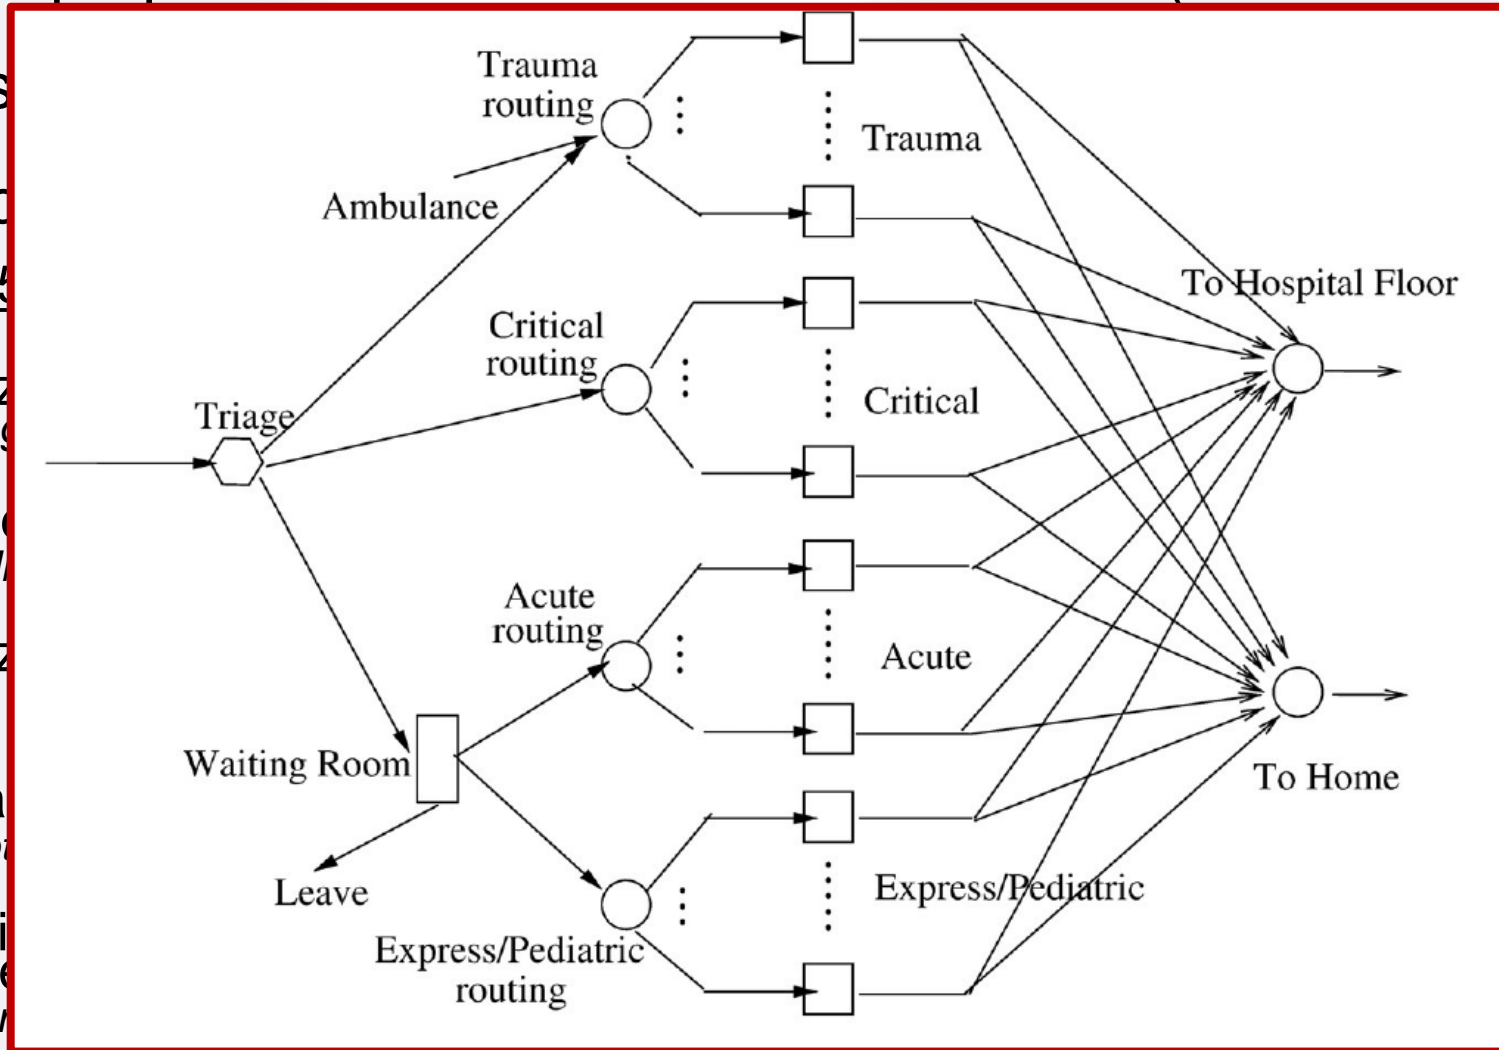 Trauma
routing
Trauma
Ambulance
To Hospital Floor
Critical
routing
Critical
Triage
Acute
routing
Acute
Waiting Room
To Home
Leave
Express/Pediatric
Express/Pediatric
routing